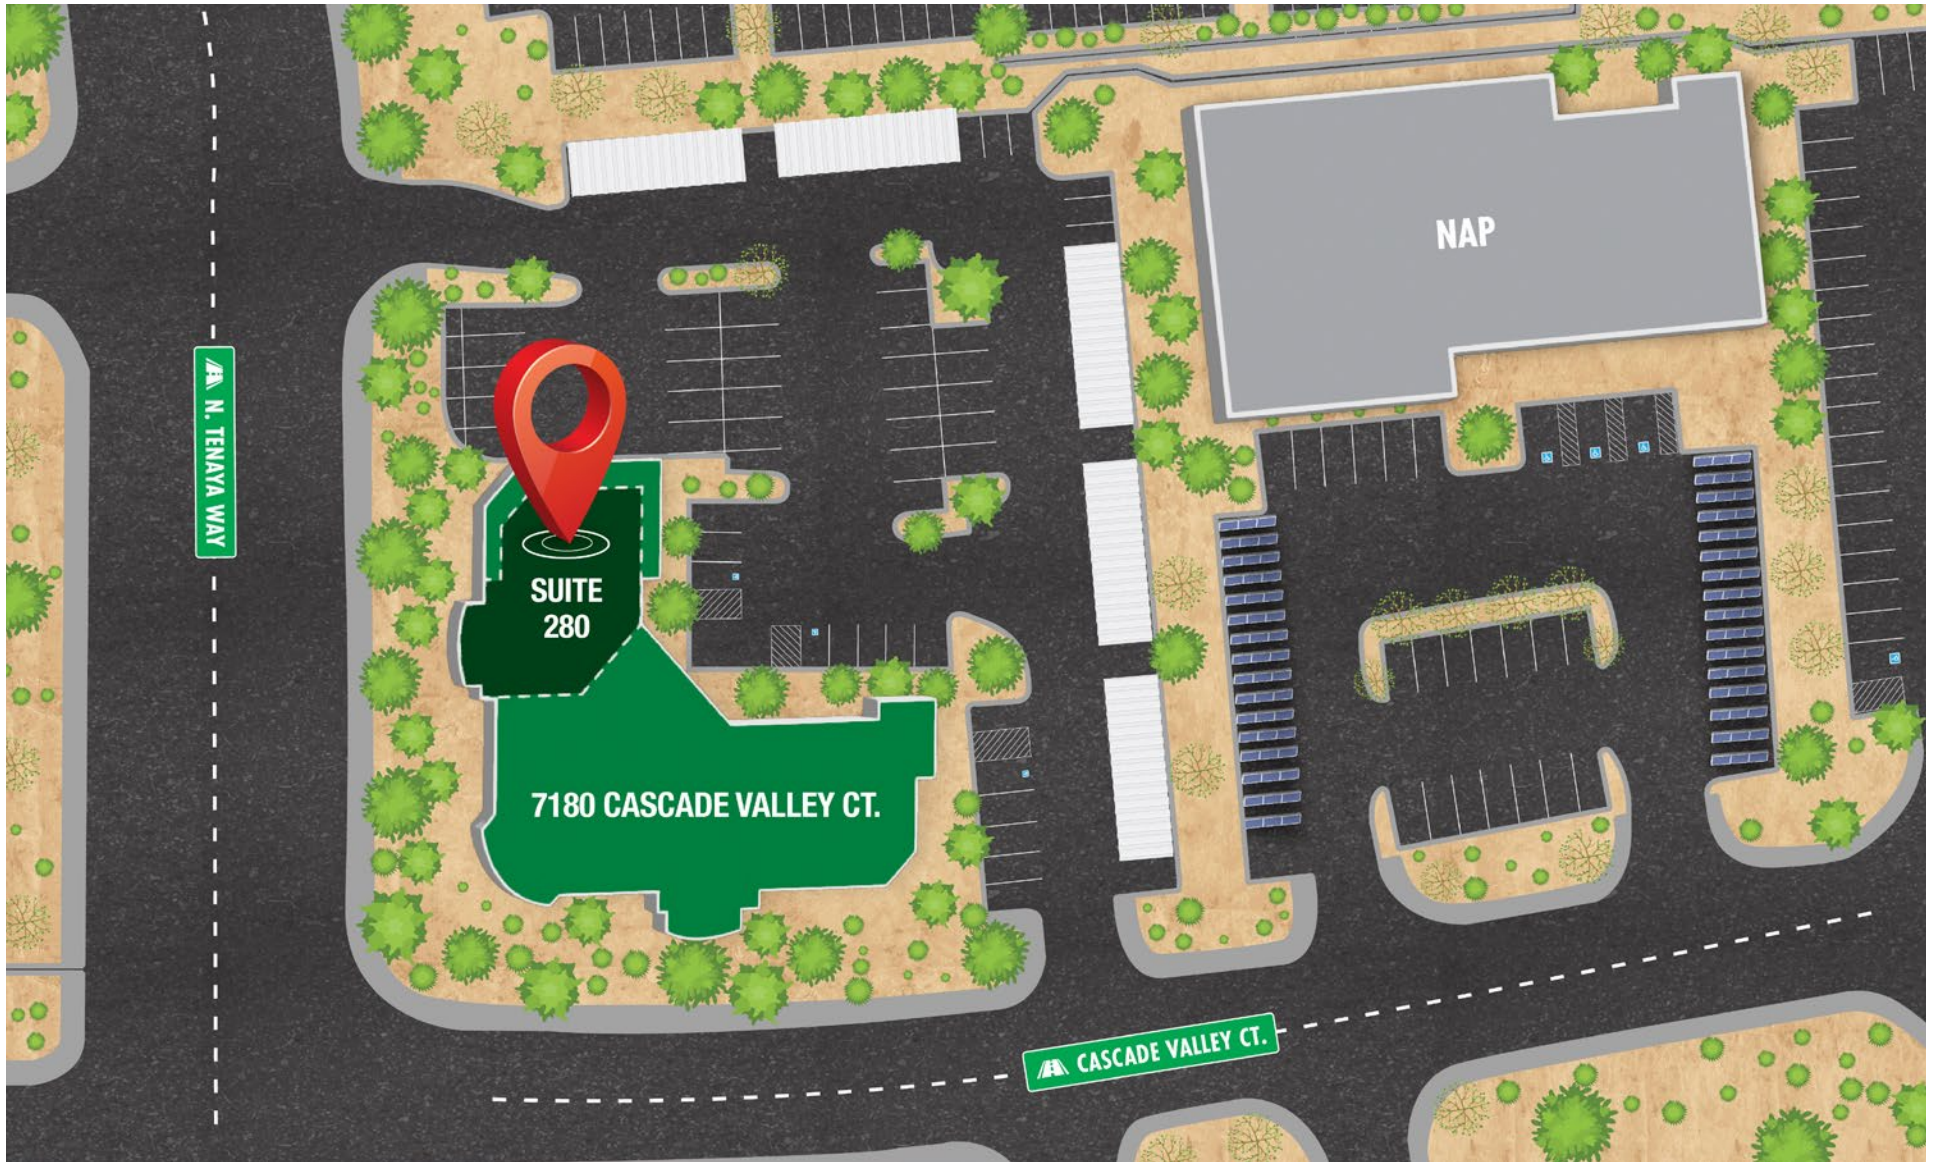 NAP
N. TENAYA WAY
SUITE
280
7180 CASCADE VALLEY CT.
CASCADE VALLEY CT.